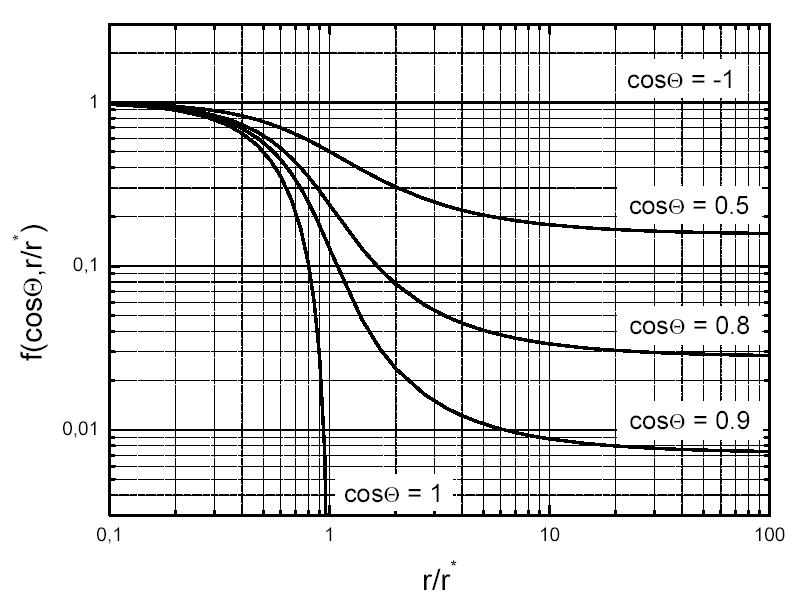 cosΘ = -1
1
cosΘ = 0.5
0,1
f(cosΘ,r/r*)
cosΘ = 0.8
cosΘ = 0.9
0,01
cosΘ = 1
0,1 1 10 100
r/r*